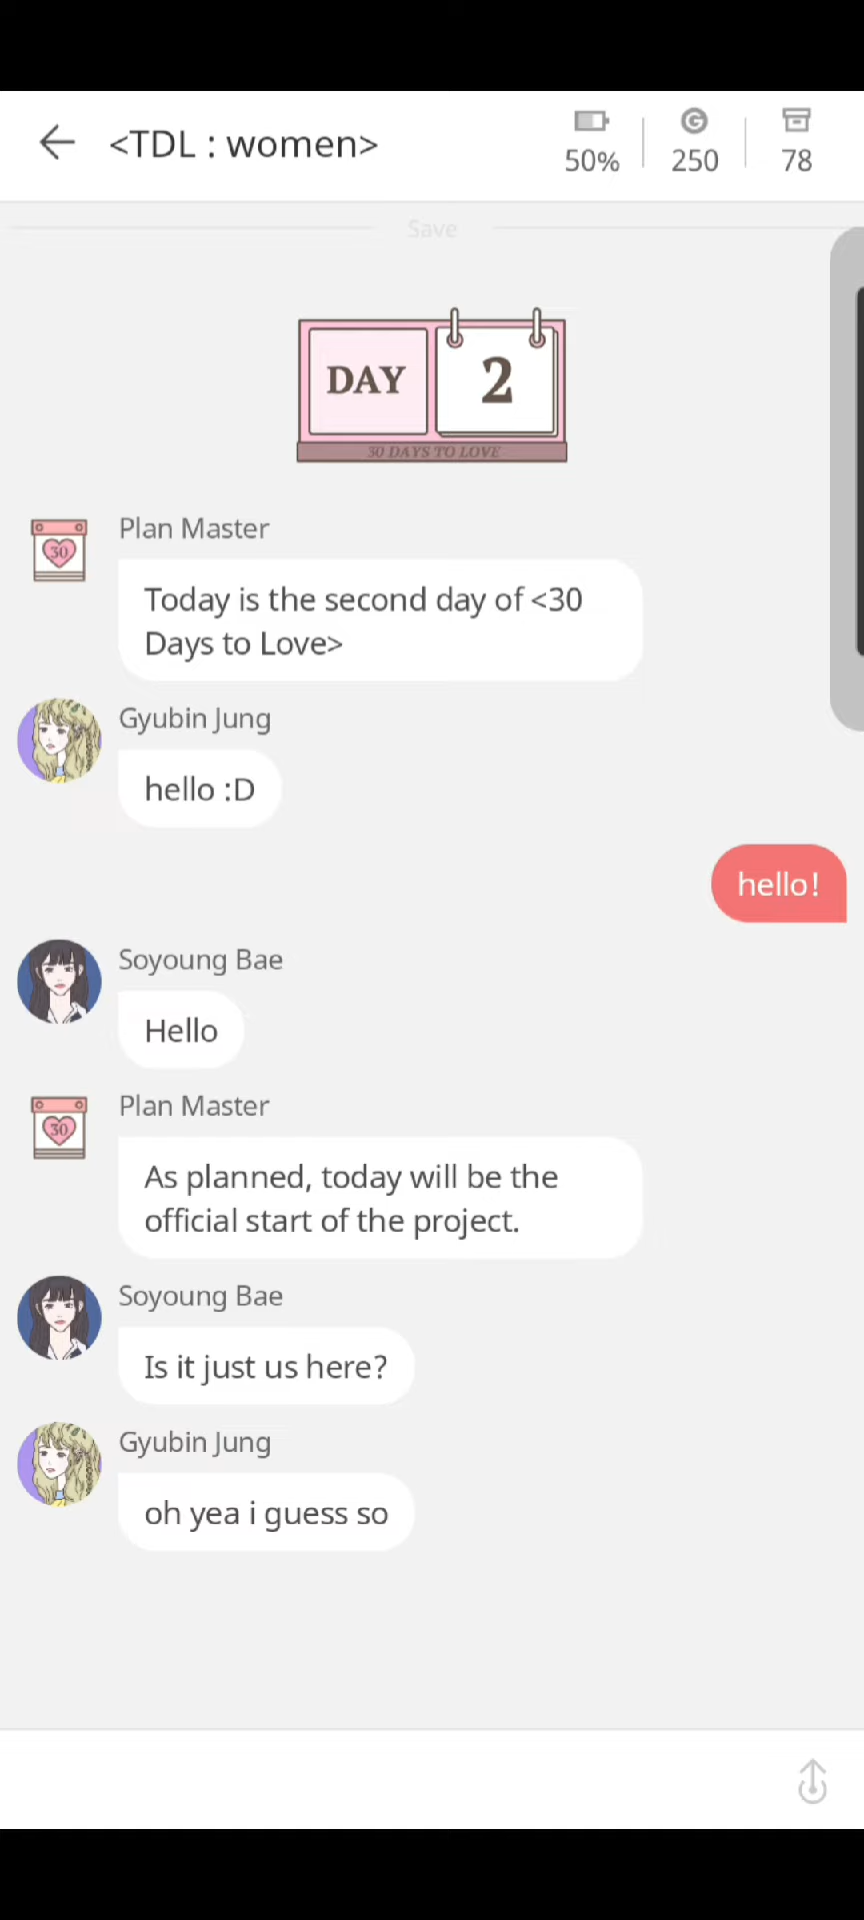 <TDL : women>
50%
250
78
Save
DAY
2
30 DAYS TO LOVE
Plan Master
30
Today is the second day of <30
Days to Love>
Gyubin Jung
hello :D
hello!
Soyoung Bae
Hello
Plan Master
30
As planned, today will be the
official start of the project.
Soyoung Bae
Is it just us here?
Gyubin Jung
oh yea i guess so